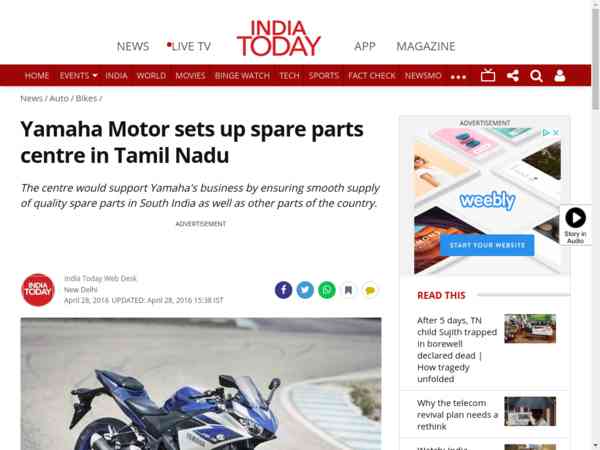 NEWS
LIVE TV
INDIA
TODAY
APP
MAGAZINE
HOME EVENTS INDIA WORLD MOVIES BINGE WATCH TECH SPORTS FACT CHECK NEWSMO
News / Auto / Bikes /
Yamaha Motor sets up spare parts
centre in Tamil Nadu
The centre would support Yamaha's business by ensuring smooth supply
of quality spare parts in South India as well as other parts of the country.
ADVERTISEMENT
INDIA
TODAY
India Today Web Desk
New Delhi
April 28, 2016 UPDATED: April 28, 2016 15:38 IST
YAMAHA
ADVERTISEMENT
weebly
START YOUR WEBSITE
Story in
Audio
READ THIS
After 5 days, TN
child Sujith trapped
in borewell
declared dead |
How tragedy
unfolded
Why the telecom
revival plan needs a
rethink